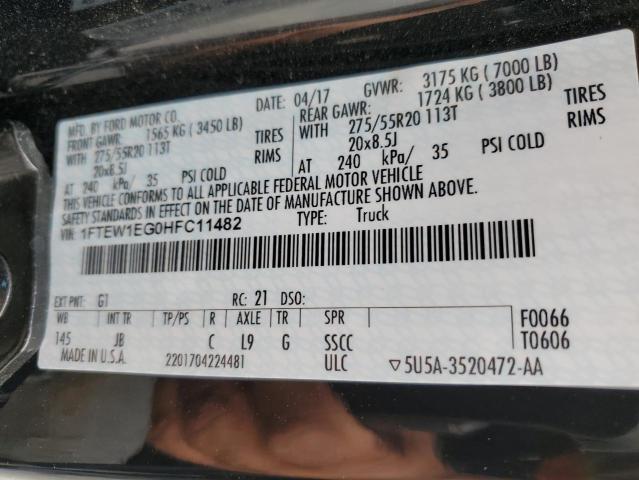 MFD. BY FORD MOTOR CO. DATE: 04/17 GVWR: 3175 KG ( 7000 LB)
FRONT GAWR: 1565 KG ( 3450 LB) REAR GAWR: 1724 KG ( 3800 LB)
WITH 275/55R20 113T TIRES WITH 275/55R20 113T TIRES
20x8.5J RIMS 20x8.5J RIMS
AT 240 kPa/ 35 PSI COLD AT 240 kPa/ 35 PSI COLD
THIS VEHICLE CONFORMS TO ALL APPLICABLE FEDERAL MOTOR VEHICLE
SAFETY STANDARDS IN EFFECT ON THE DATE OF MANUFACTURE SHOWN ABOVE.
VIN: 1FTEW1EG0HFC11482 TYPE: Truck
EXT PNT: G1 RC: 21 DSO:
WB INT TR TP/PS R AXLE TR SPR F0066
145 JB C L9 G SSCC T0606
MADE IN U.S.A. 2201704224481 ULC ▽5U5A-3520472-AA